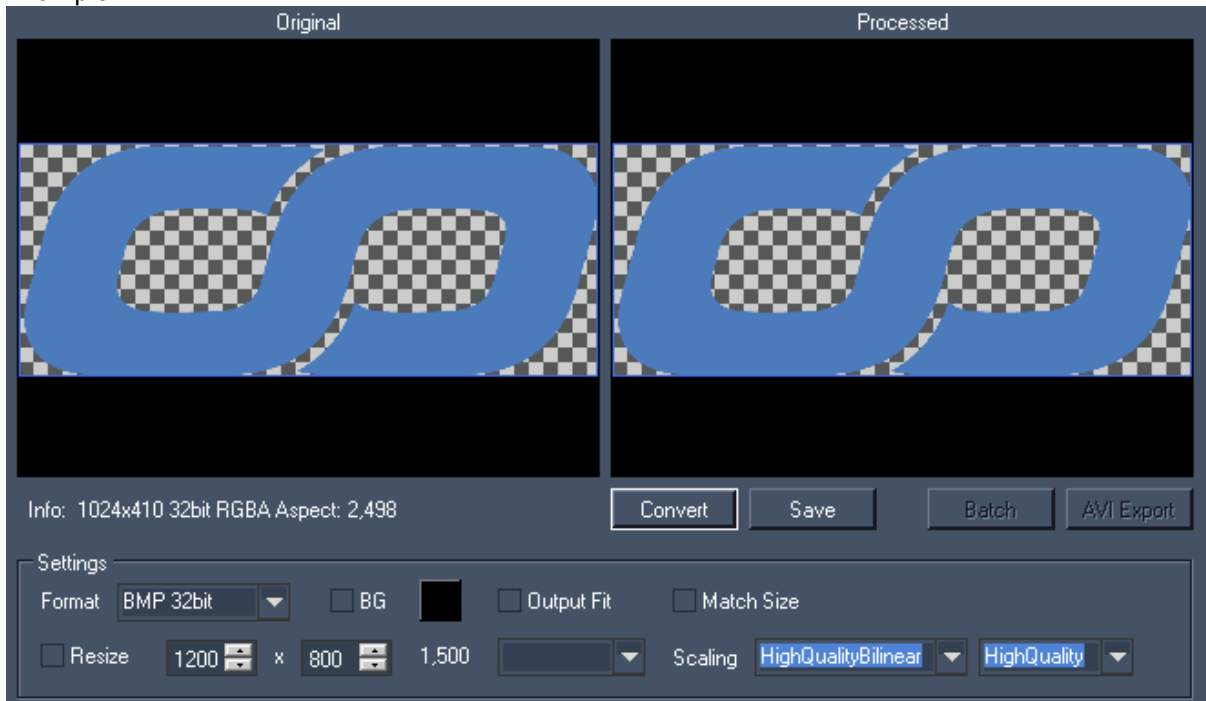 Original
Processed
Info: 1024x410 32bit RGBA Aspect: 2,498
Convert
Save
Batch
AVI Export
Settings
Format BMP 32bit BG Output Fit Match Size
Resize 1200 x 800 1,500 Scaling HighQualityBilinear HighQuality